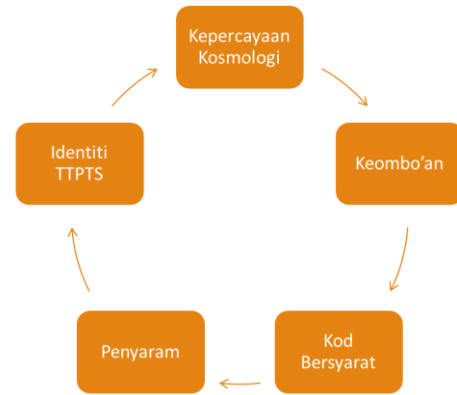 Kepercayaan
Kosmologi
Keombo’an
Kod
Bersyarat
Penyaram
Identiti
TTPTS